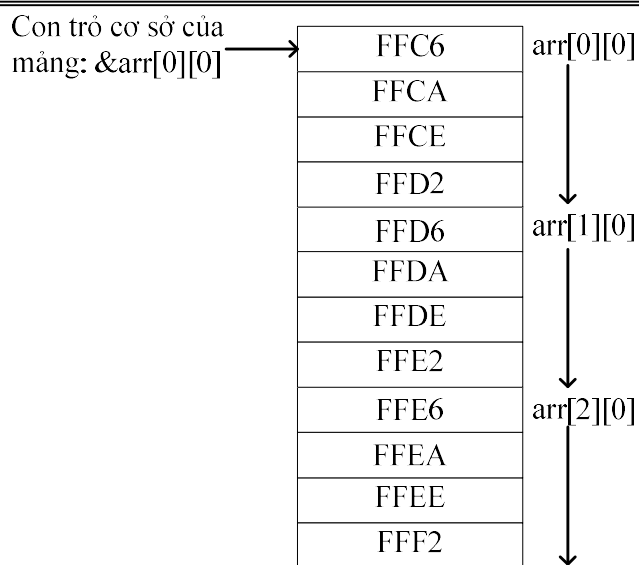 Con trỏ cơ sở của
mảng: &arr[0][0]
FFC6
arr[0][0]
FFCA
FFCE
FFD2
FFD6
arr[1][0]
FFDA
FFDE
FFE2
FFE6
arr[2][0]
FFEA
FFEE
FFF2